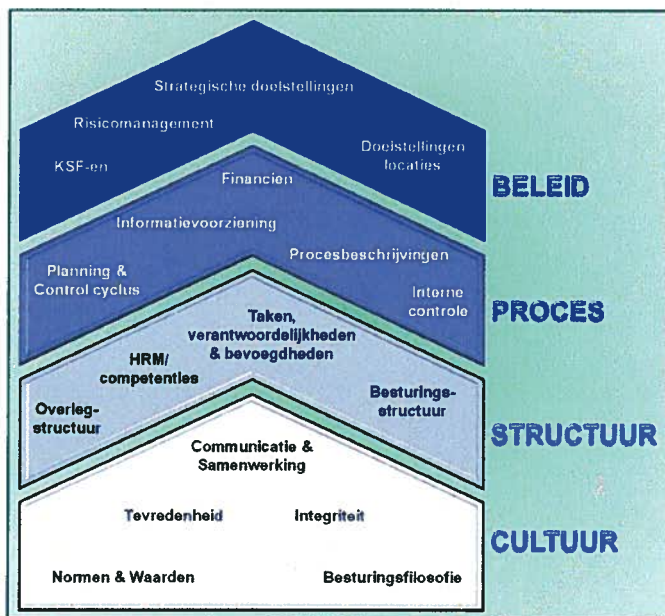 Strategische doelstellingen
Risicomanagement
KSF-en
Doelstellingen
locaties
BELEID
Financiën
Informatievoorziening
Procesbeschrijvingen
Planning &
Control cyclus
Interne
controle
PROCES
Taken,
verantwoordelijkheden
& bevoegdheden
HRM/
competenties
Overleg-
structuur
Besturings-
structuur
STRUCTUUR
Communicatie &
Samenwerking
Tevredenheid
Integriteit
CULTUUR
Normen & Waarden
Besturingsfilosofie